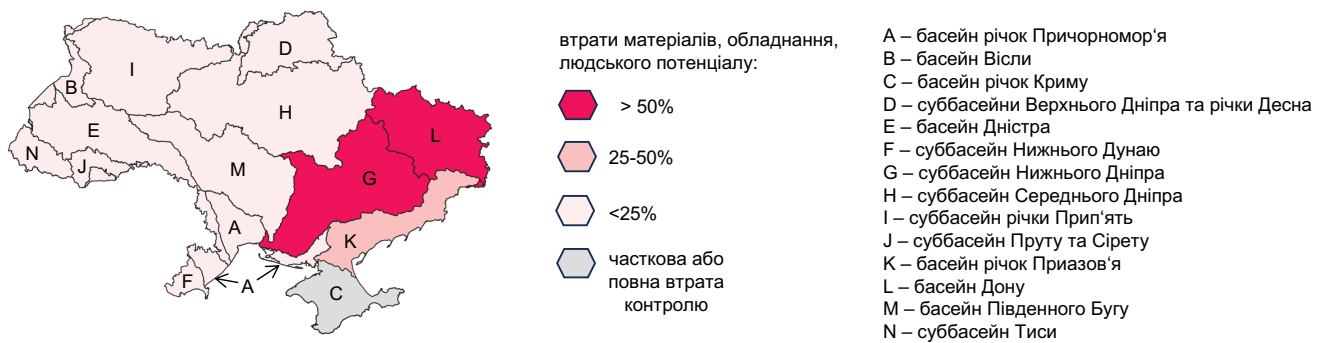 D
I
B
H
L
E
N
J
M
G
A
K
F
A
C
втрати матеріалів, обладнання,
людського потенціалу:
> 50%
25-50%
<25%
часткова або
повна втрата
контролю
A – басейн річок Причорномор‘я
B – басейн Вісли
C – басейн річок Криму
D – суббасейни Верхнього Дніпра та річки Десна
E – басейн Дністра
F – суббасейн Нижнього Дунаю
G – суббасейн Нижнього Дніпра
H – суббасейн Середнього Дніпра
I – суббасейн річки Прип‘ять
J – суббасейн Пруту та Сірету
K – басейн річок Приазов‘я
L – басейн Дону
M – басейн Південного Бугу
N – суббасейн Тиси